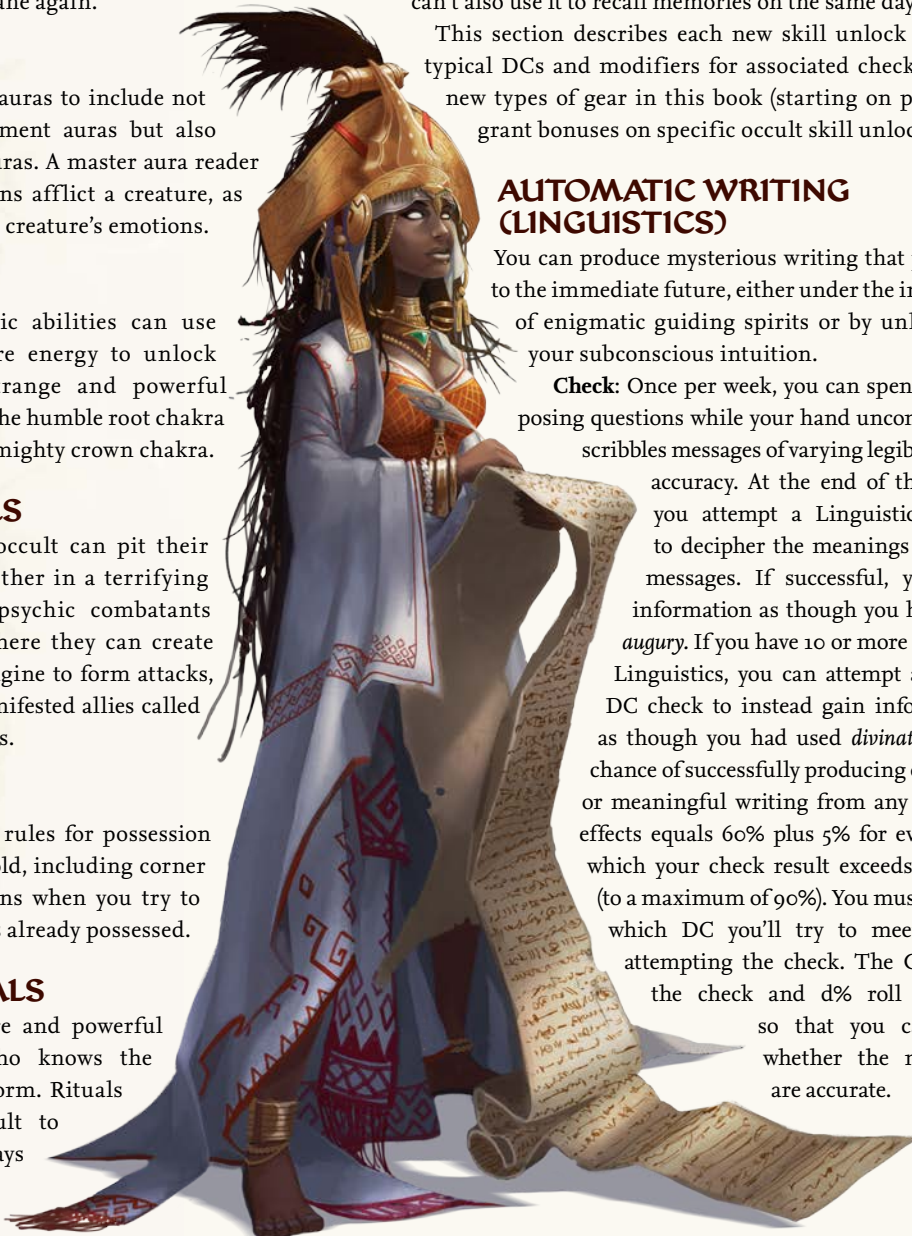 ane again.
auras to include not
ment auras but also
uras. A master aura reader
ns afflict a creature, as
creature's emotions.
ic abilities can use
re energy to unlock
trange and powerful
he humble root chakra
mighty crown chakra.
LS
occult can pit their
ther in a terrifying
psychic combatants
here they can create
gine to form attacks,
nifested allies called
s.
rules for possession
old, including corner
ns when you try to
already possessed.
ALS
re and powerful
ho knows the
orm. Rituals
ult to
ays
can't also use it to recall memories on the same day
This section describes each new skill unlock
typical DCs and modifiers for associated check
new types of gear in this book (starting on p
grant bonuses on specific occult skill unloc
AUTOMATIC WRITING
(LINGUISTICS)
You can produce mysterious writing that
to the immediate future, either under the in
of enigmatic guiding spirits or by unl
your subconscious intuition.
Check: Once per week, you can spen
posing questions while your hand uncon
scribbles messages of varying legib
accuracy. At the end of th
you attempt a Linguistic
to decipher the meanings
messages. If successful, y
information as though you h
augury. If you have 10 or more
Linguistics, you can attempt a
DC check to instead gain info
as though you had used divinat
chance of successfully producing
or meaningful writing from any
effects equals 60% plus 5% for ev
which your check result exceeds
(to a maximum of 90%). You mus
which DC you'll try to mee
attempting the check. The G
the check and d% roll
so that you c
whether the m
are accurate.